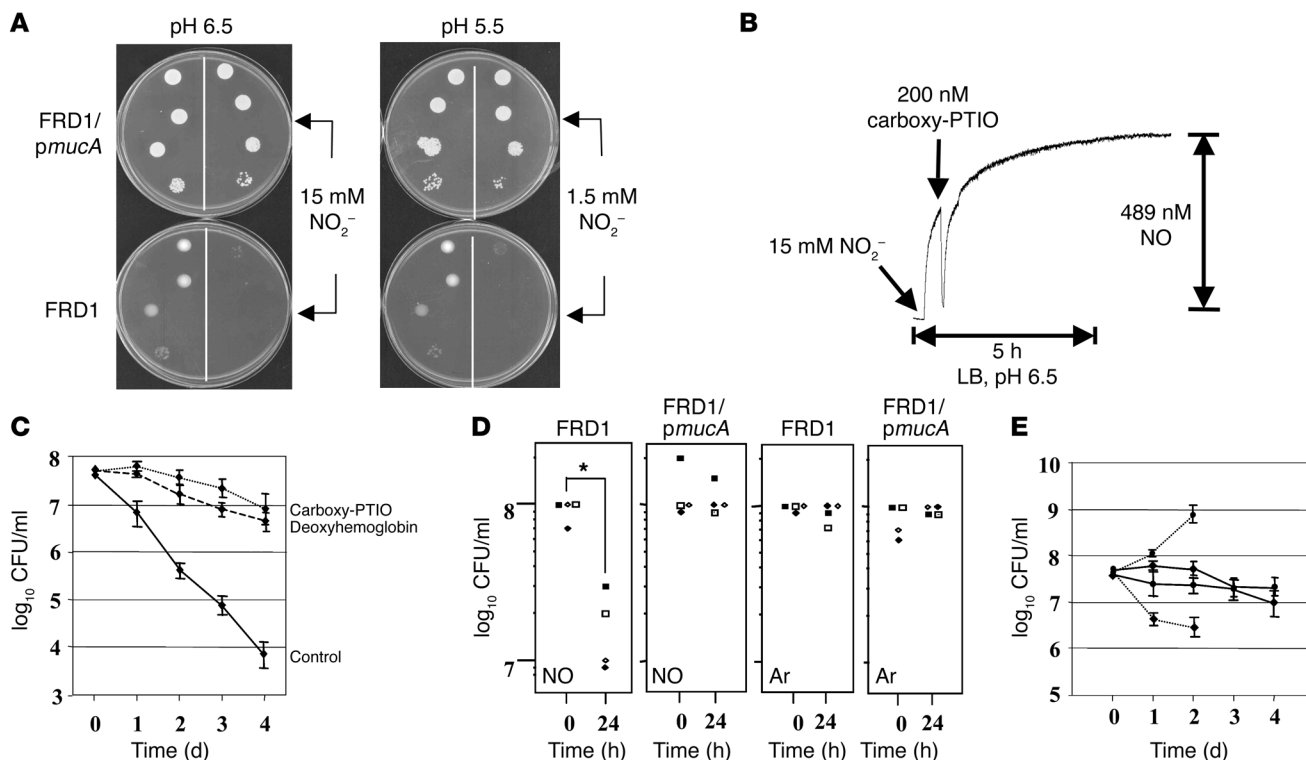 A
pH 6.5
pH 5.5
FRD1/
pmucA
15 mM
NO2−
1.5 mM
NO2−
FRD1
B
200 nM
carboxy-PTIO
15 mM NO2−
489 nM
NO
5 h
LB, pH 6.5
C
log10 CFU/ml
8
7
6
5
4
3
Carboxy-PTIO
Deoxyhemoglobin
Control
0 1 2 3 4
Time (d)
D
FRD1
FRD1/
pmucA
FRD1
FRD1/
pmucA
*
log10 CFU/ml
8
7
NO
NO
Ar
Ar
0 24
0 24
0 24
0 24
Time (h)
Time (h)
Time (h)
Time (h)
E
log10 CFU/ml
10
9
8
7
6
5
0 1 2 3 4
Time (d)